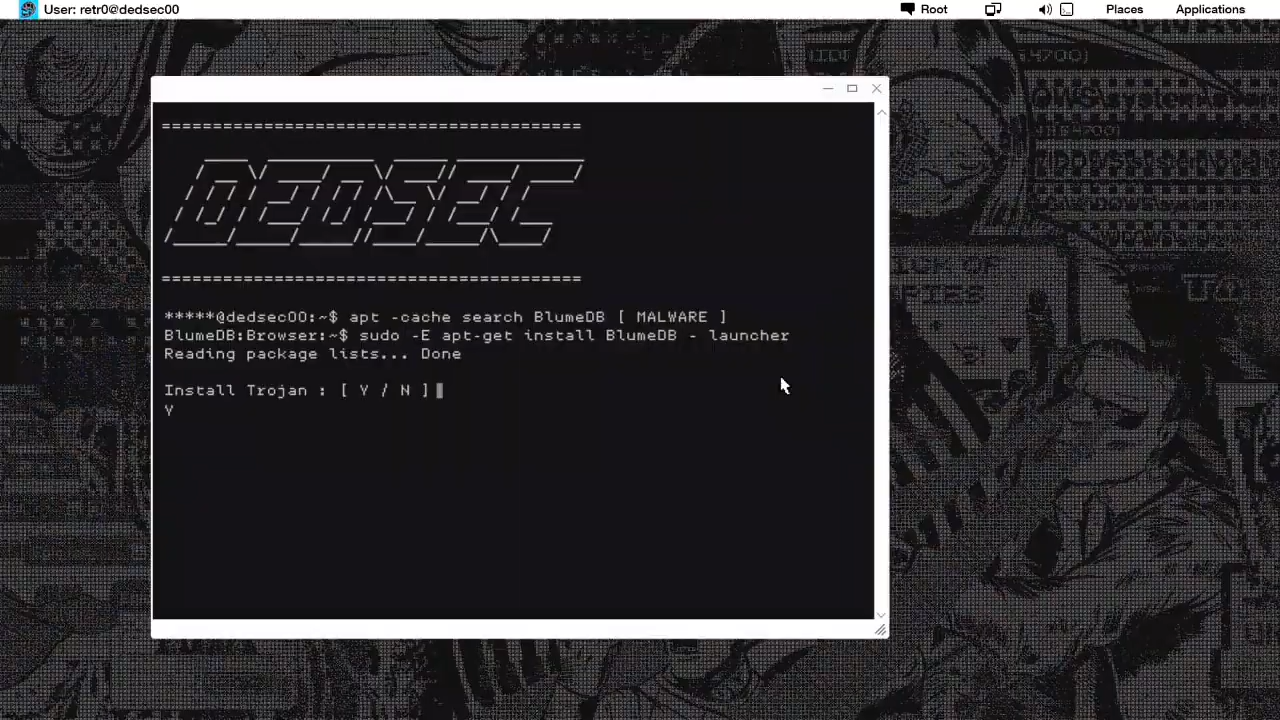 User: retr0@dedsec00
Root
Places
Applications
========================================
DEDSEC
========================================
*****@dedsec00:~$ apt -cache search BlumeDB [ MALWARE ]
BlumeDB:Browser:~$ sudo -E apt-get install BlumeDB - launcher
Reading package lists... Done
Install Trojan : [ Y / N ]
Y